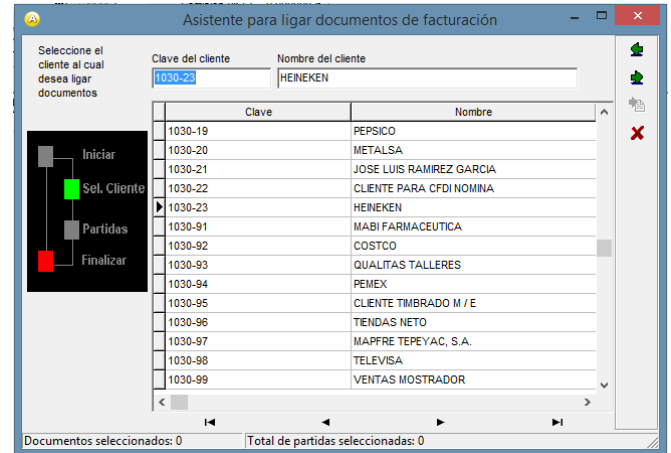 Asistente para ligar documentos de facturación
Seleccione el
cliente al cual
desea ligar
documentos
Clave del cliente Nombre del cliente
1030-23 HEINEKEN
Clave Nombre
1030-19 PEPSICO
1030-20 METALSA
1030-21 JOSE LUIS RAMIREZ GARCIA
1030-22 CLIENTE PARA CFDI NOMINA
1030-23 HEINEKEN
1030-91 MABI FARMACEUTICA
1030-92 COSTCO
1030-93 QUALITAS TALLERES
1030-94 PEMEX
1030-95 CLIENTE TIMBRADO M / E
1030-96 TIENDAS NETO
1030-97 MAPFRE TEPEYAC, S.A.
1030-98 TELEVISA
1030-99 VENTAS MOSTRADOR
Iniciar
Sel. Cliente
Partidas
Finalizar
Documentos seleccionados: 0 Total de partidas seleccionadas: 0